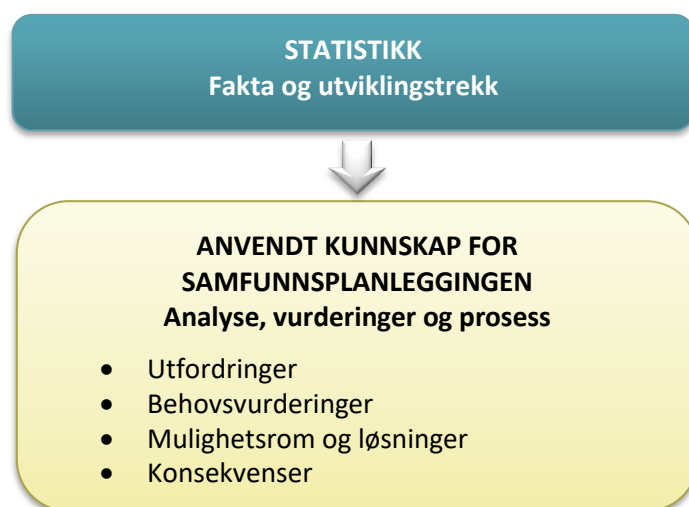 STATISTIKK
Fakta og utviklingstrekk
ANVENDT KUNNSKAP FOR
SAMFUNNSPLANLEGGINGEN
Analyse, vurderinger og prosess
• Utfordringer
• Behovsvurderinger
• Mulighetsrom og løsninger
• Konsekvenser